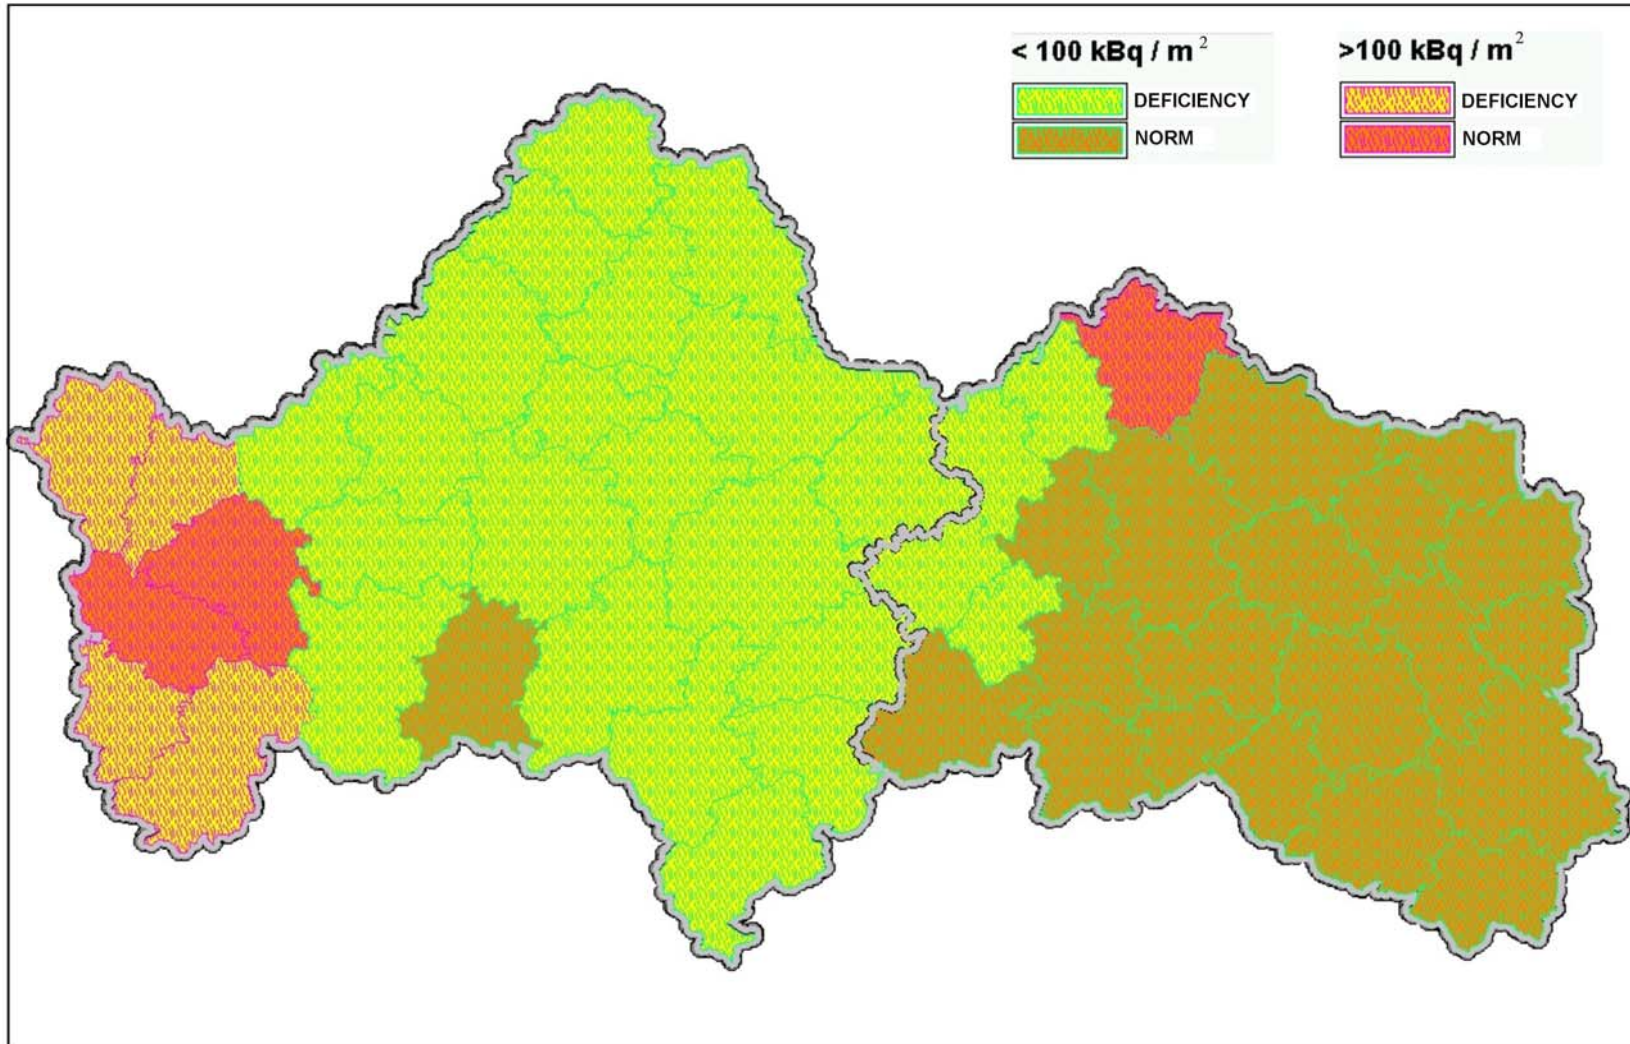 < 100 kBq / m²
DEFICIENCY
NORM
>100 kBq / m²
DEFICIENCY
NORM